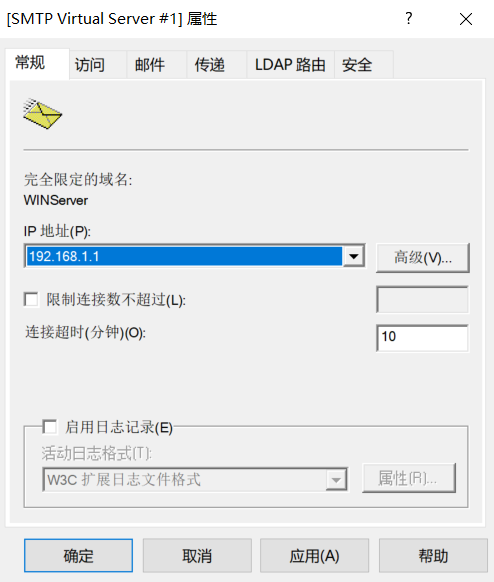 [SMTP Virtual Server #1] 属性
常规 访问 邮件 传递 LDAP 路由 安全
完全限定的域名:
WINServer
IP 地址(P):
192.168.1.1 高级(V)...
限制连接数不超过(L):
连接超时(分钟)(O): 10
启用日志记录(E)
活动日志格式(T):
W3C 扩展日志文件格式 属性(R)...
确定 取消 应用(A) 帮助